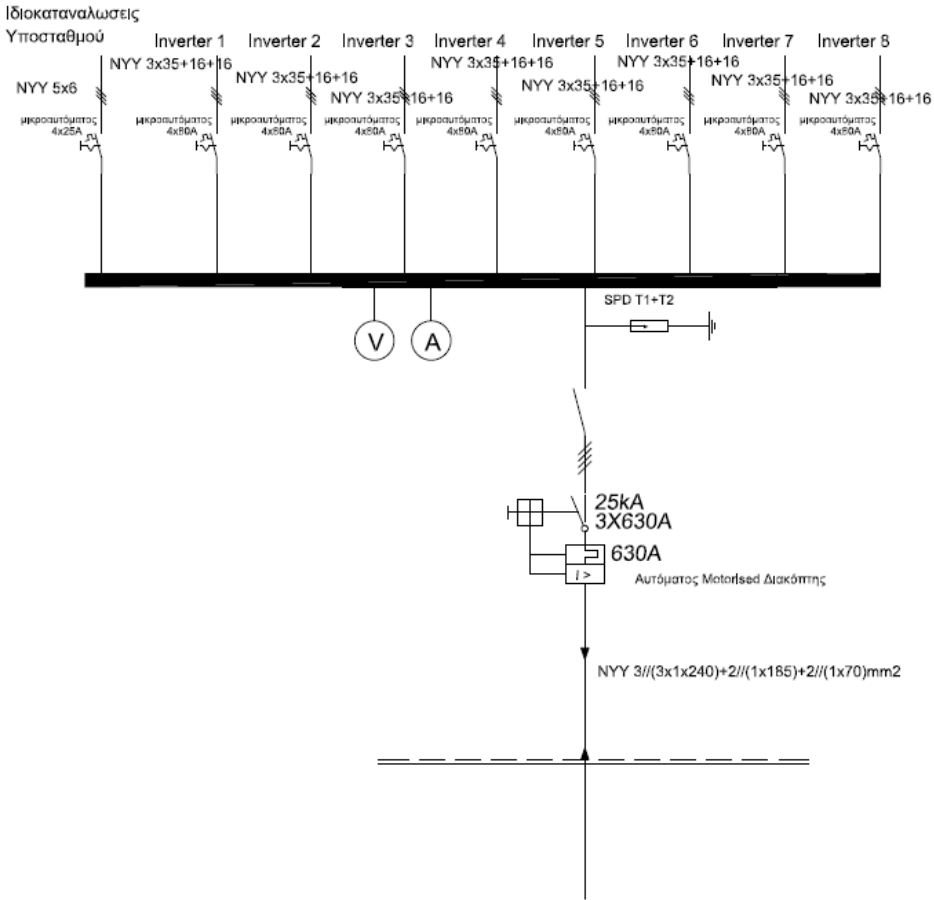 Ιδιοκαταναλωσεις
Υποσταθμού
Inverter 1
Inverter 2
Inverter 3
Inverter 4
Inverter 5
Inverter 6
Inverter 7
Inverter 8
NYY 5x6
NYY 3x35+16+16
NYY 3x35+16+16
NYY 3x35+16+16
NYY 3x35+16+16
NYY 3x35+16+16
NYY 3x35+16+16
NYY 3x35+16+16
NYY 3x35+16+16
μικροαυτόματος
4x25A
μικροαυτόματος
4x80A
μικροαυτόματος
4x80A
μικροαυτόματος
4x80A
μικροαυτόματος
4x80A
μικροαυτόματος
4x80A
μικροαυτόματος
4x80A
μικροαυτόματος
4x80A
μικροαυτόματος
4x80A
SPD T1+T2
V
A
25kA
3X630A
630A
I >
Αυτόματος Motorised Διακόπτης
NYY 3//(3x1x240)+2//(1x185)+2//(1x70)mm2